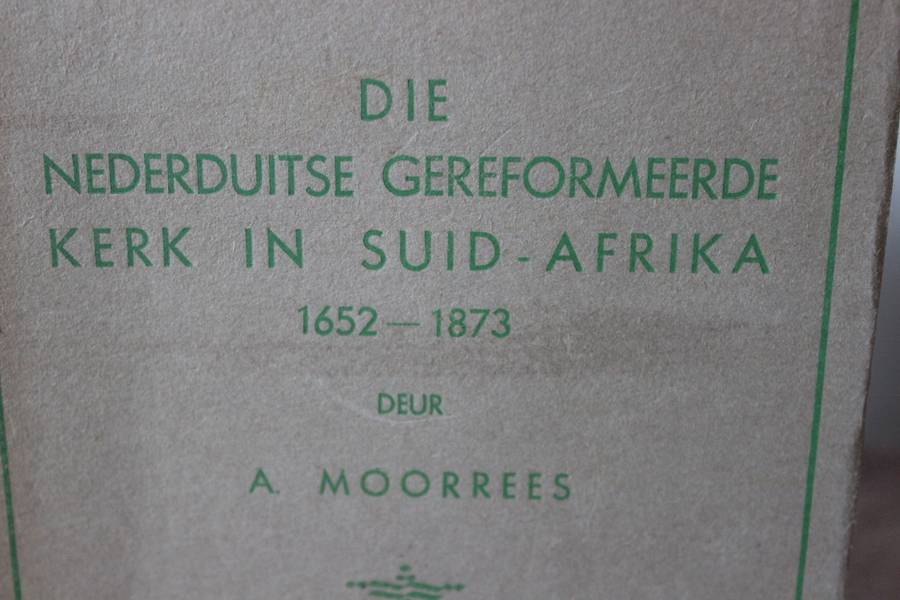 DIE
NEDERDUITSE GEREFORMEERDE
KERK IN SUID-AFRIKA
1652 — 1873
DEUR
A. MOORREES